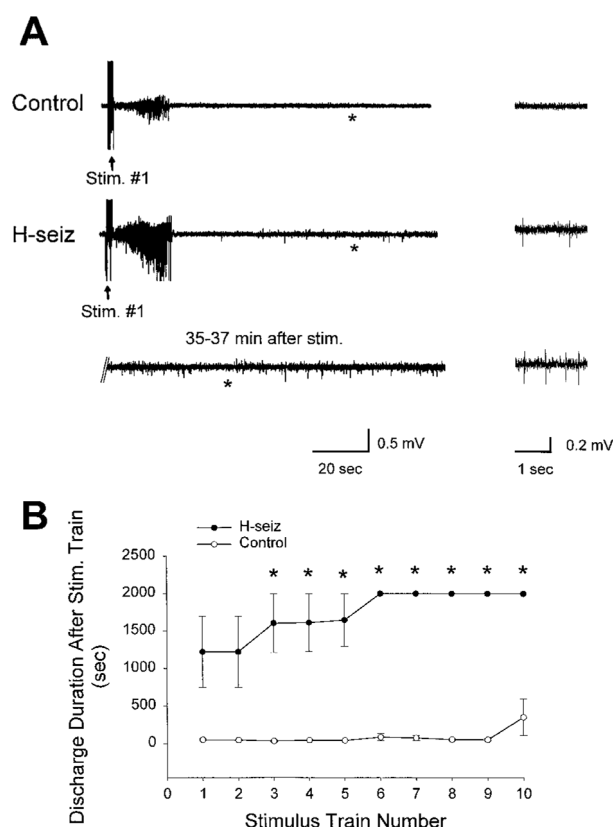 A
Control
*
Stim. #1
H-seiz
*
Stim. #1
35-37 min after stim.
*
0.5 mV
20 sec
0.2 mV
1 sec
B
H-seiz
Control
Discharge Duration After Stim. Train
(sec)
2500
2000
1500
1000
500
0
* * * * * * * *
0 1 2 3 4 5 6 7 8 9 10
Stimulus Train Number